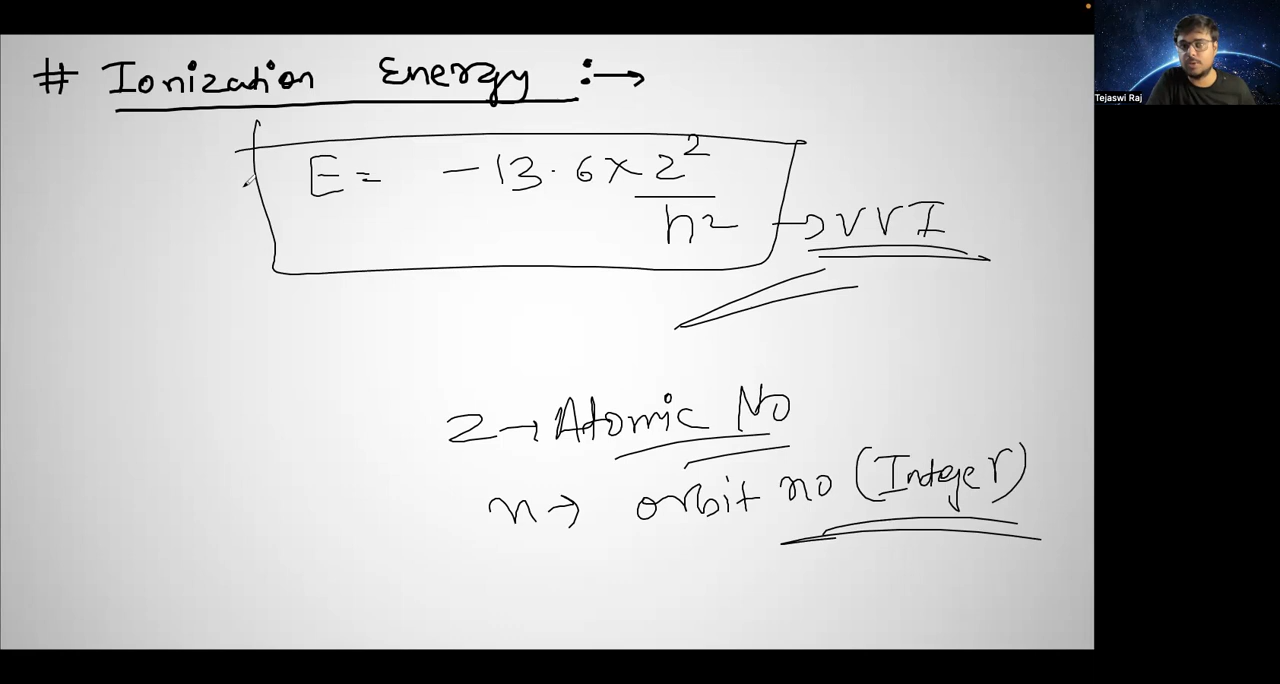 # Ionization Energy :→
E = -13.6 × Z²/n²
→ VVI
Z → Atomic No
n → orbit no (Integer)
Tejaswi Raj